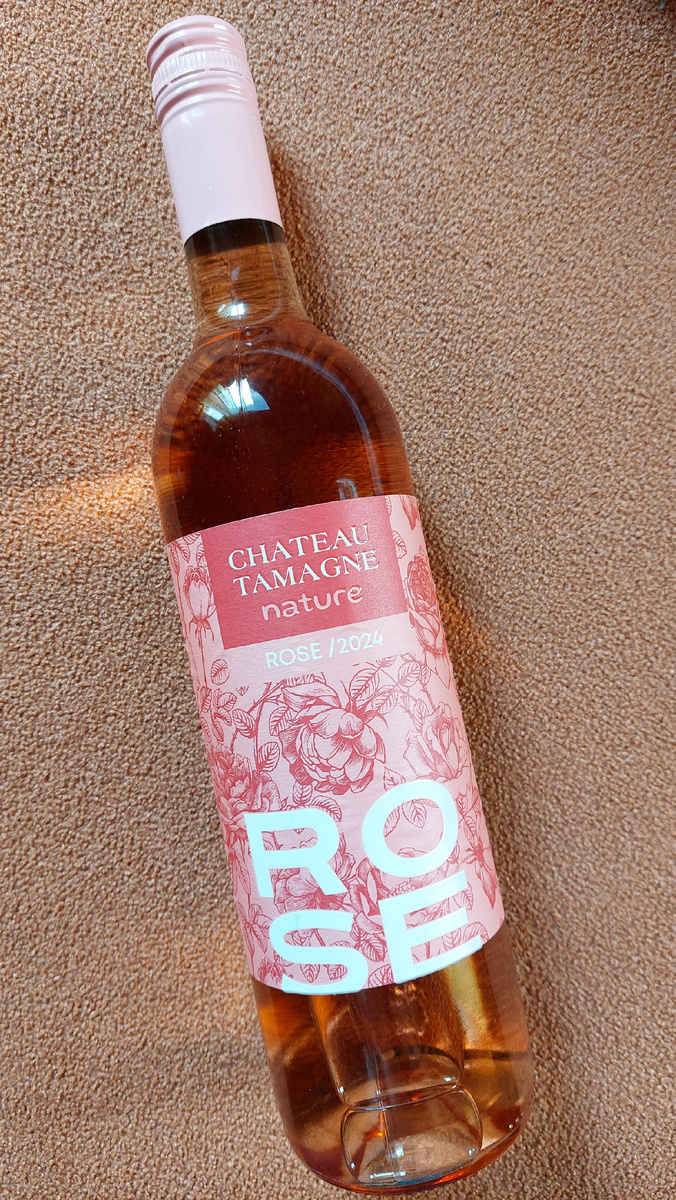 CHATEAU
TAMAGNE
nature
ROSE /2024
RO
SE